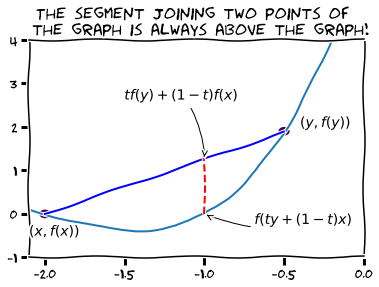 THE SEGMENT JOINING TWO POINTS OF
THE GRAPH IS ALWAYS ABOVE THE GRAPH!
4
tf(y) + (1 − t)f(x)
3
(y, f(y))
2
1
f(ty + (1 − t)x)
0
(x, f(x))
-1
-2.0 -1.5 -1.0 -0.5 0.0